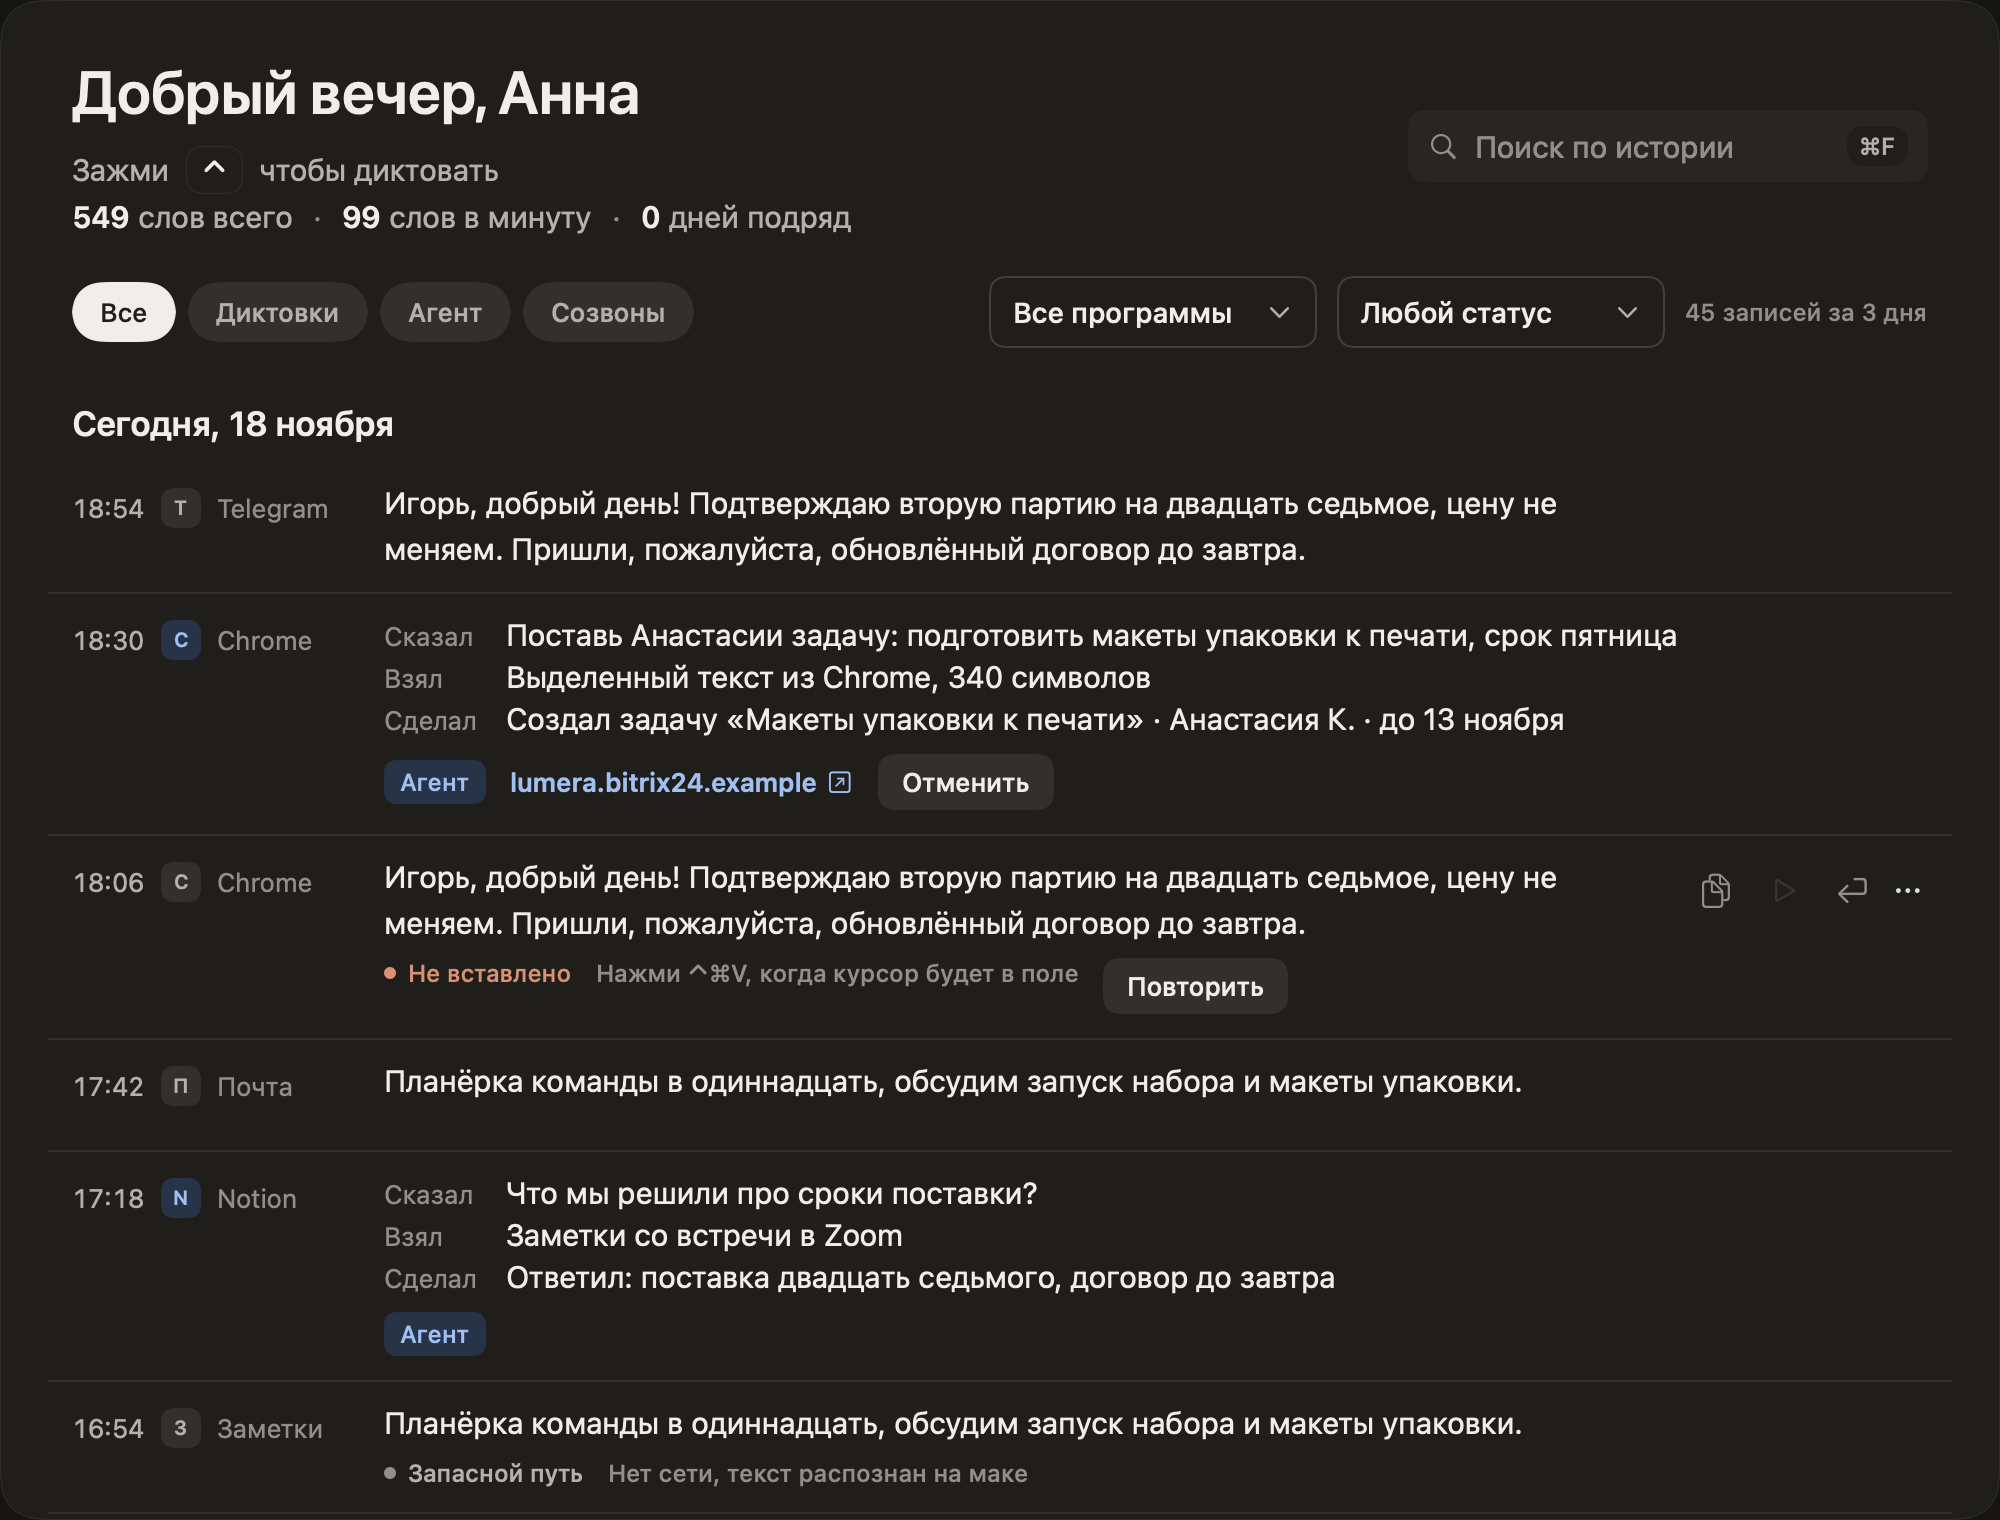 Добрый вечер, Анна
Зажми ^ чтобы диктовать
549 слов всего · 99 слов в минуту · 0 дней подряд
Поиск по истории ⌘F
Все Диктовки Агент Созвоны
Все программы Любой статус 45 записей за 3 дня
Сегодня, 18 ноября
18:54 T Telegram Игорь, добрый день! Подтверждаю вторую партию на двадцать седьмое, цену не
меняем. Пришли, пожалуйста, обновлённый договор до завтра.
18:30 C Chrome Сказал Поставь Анастасии задачу: подготовить макеты упаковки к печати, срок пятница
Взял Выделенный текст из Chrome, 340 символов
Сделал Создал задачу «Макеты упаковки к печати» · Анастасия К. · до 13 ноября
Агент lumera.bitrix24.example Отменить
18:06 C Chrome Игорь, добрый день! Подтверждаю вторую партию на двадцать седьмое, цену не
меняем. Пришли, пожалуйста, обновлённый договор до завтра.
Не вставлено Нажми ^⌘V, когда курсор будет в поле Повторить
17:42 П Почта Планёрка команды в одиннадцать, обсудим запуск набора и макеты упаковки.
17:18 N Notion Сказал Что мы решили про сроки поставки?
Взял Заметки со встречи в Zoom
Сделал Ответил: поставка двадцать седьмого, договор до завтра
Агент
16:54 З Заметки Планёрка команды в одиннадцать, обсудим запуск набора и макеты упаковки.
Запасной путь Нет сети, текст распознан на маке